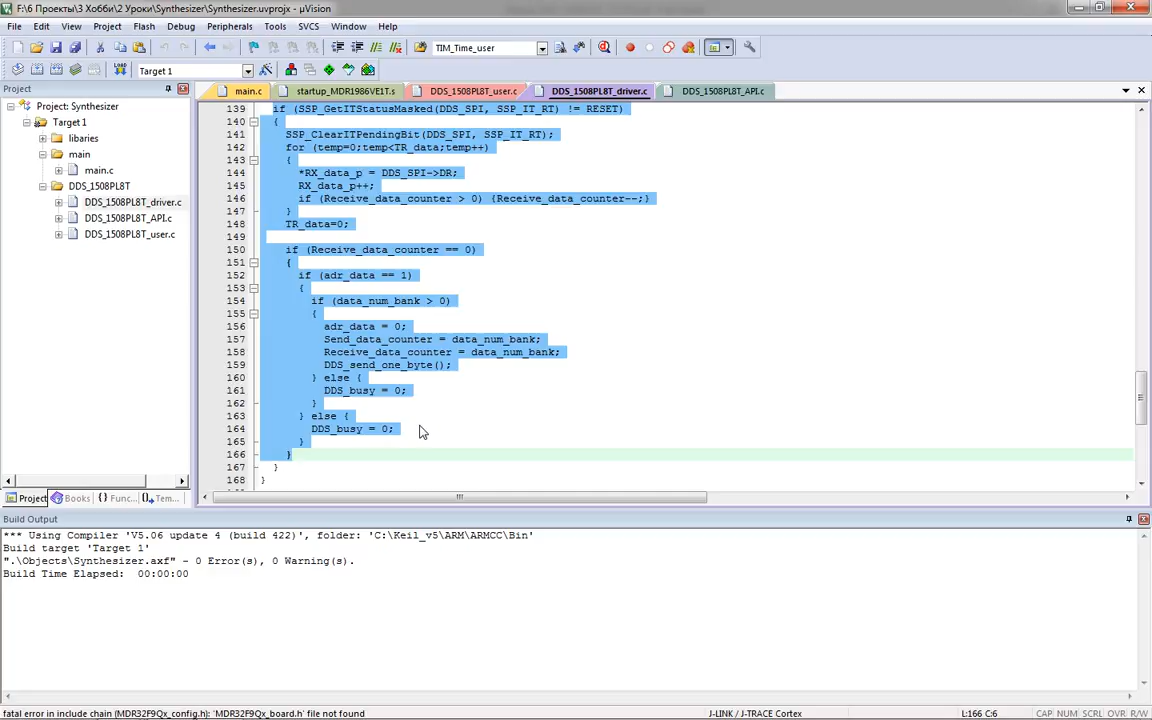 F:\6 Проекты\3 Хобби\2 Уроки\Synthesizer\Synthesizer.uvprojx - µVision
File Edit View Project Flash Debug Peripherals Tools SVCS Window Help
TIM_Time_user
Target 1
Project
main.c startup_MDR1986VE1T.s DDS_1508PL8T_user.c DDS_1508PL8T_driver.c DDS_1508PL8T_API.c
Project: Synthesizer
Target 1
libaries
main
main.c
DDS_1508PL8T
DDS_1508PL8T_driver.c
DDS_1508PL8T_API.c
DDS_1508PL8T_user.c
Project Books {} Func... Tem...
139 if (SSP_GetITStatusMasked(DDS_SPI, SSP_IT_RT) != RESET)
140 {
141 SSP_ClearITPendingBit(DDS_SPI, SSP_IT_RT);
142 for (temp=0;temp<TR_data;temp++)
143 {
144 *RX_data_p = DDS_SPI->DR;
145 RX_data_p++;
146 if (Receive_data_counter > 0) {Receive_data_counter--;}
147 }
148 TR_data=0;
149
150 if (Receive_data_counter == 0)
151 {
152 if (adr_data == 1)
153 {
154 if (data_num_bank > 0)
155 {
156 adr_data = 0;
157 Send_data_counter = data_num_bank;
158 Receive_data_counter = data_num_bank;
159 DDS_send_one_byte();
160 } else {
161 DDS_busy = 0;
162 }
163 } else {
164 DDS_busy = 0;
165 }
166 }
167 }
168 }
Build Output
*** Using Compiler 'V5.06 update 4 (build 422)', folder: 'C:\Keil_v5\ARM\ARMCC\Bin'
Build target 'Target 1'
".\Objects\Synthesizer.axf" - 0 Error(s), 0 Warning(s).
Build Time Elapsed: 00:00:00
fatal error in include chain (MDR32F9Qx_config.h): 'MDR32F9Qx_board.h' file not found J-LINK / J-TRACE Cortex L:166 C:6 CAP NUM SCRL OVR R/W